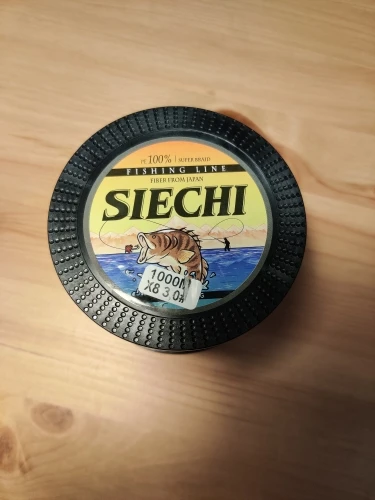 PE 100% | SUPER BRAID
FISHING LINE
FIBER FROM JAPAN
SIECHI
1000M
X8 3.0#